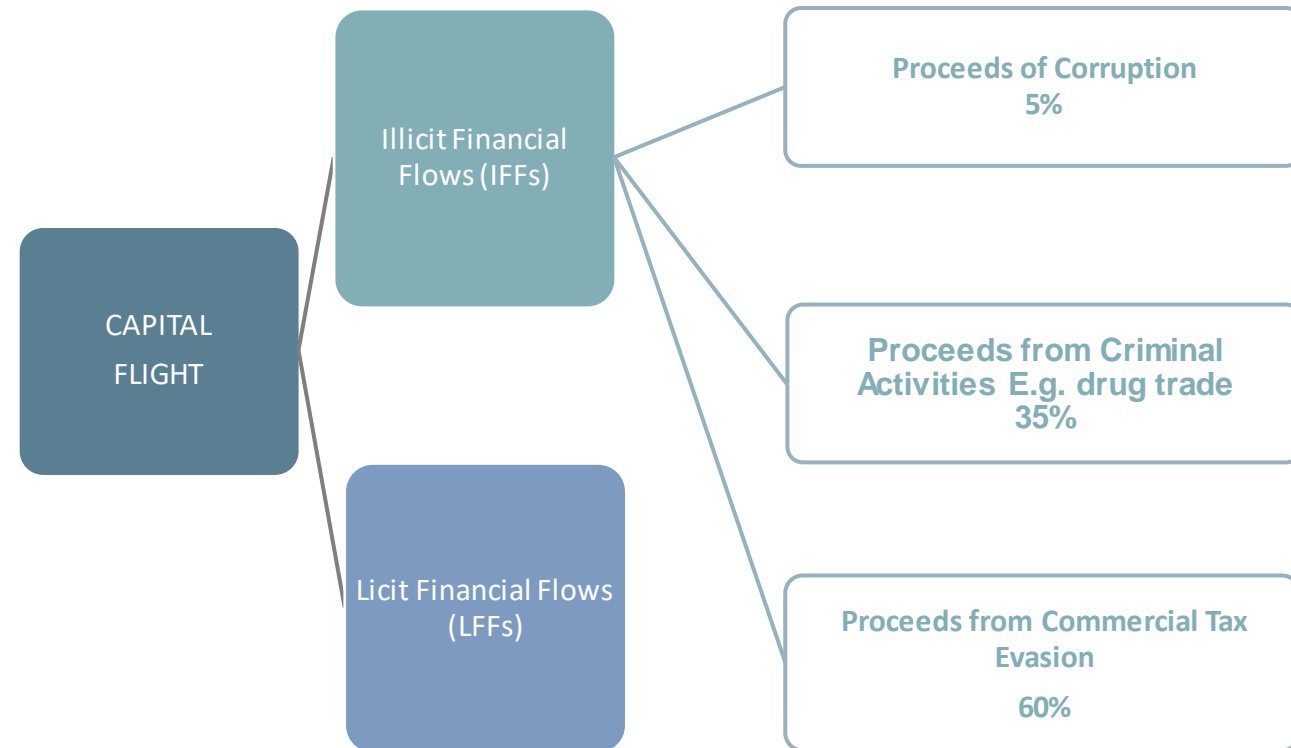 CAPITAL
FLIGHT
Illicit Financial
Flows (IFFs)
Licit Financial Flows
(LFFs)
Proceeds of Corruption
5%
Proceeds from Criminal
Activities E.g. drug trade
35%
Proceeds from Commercial Tax
Evasion
60%